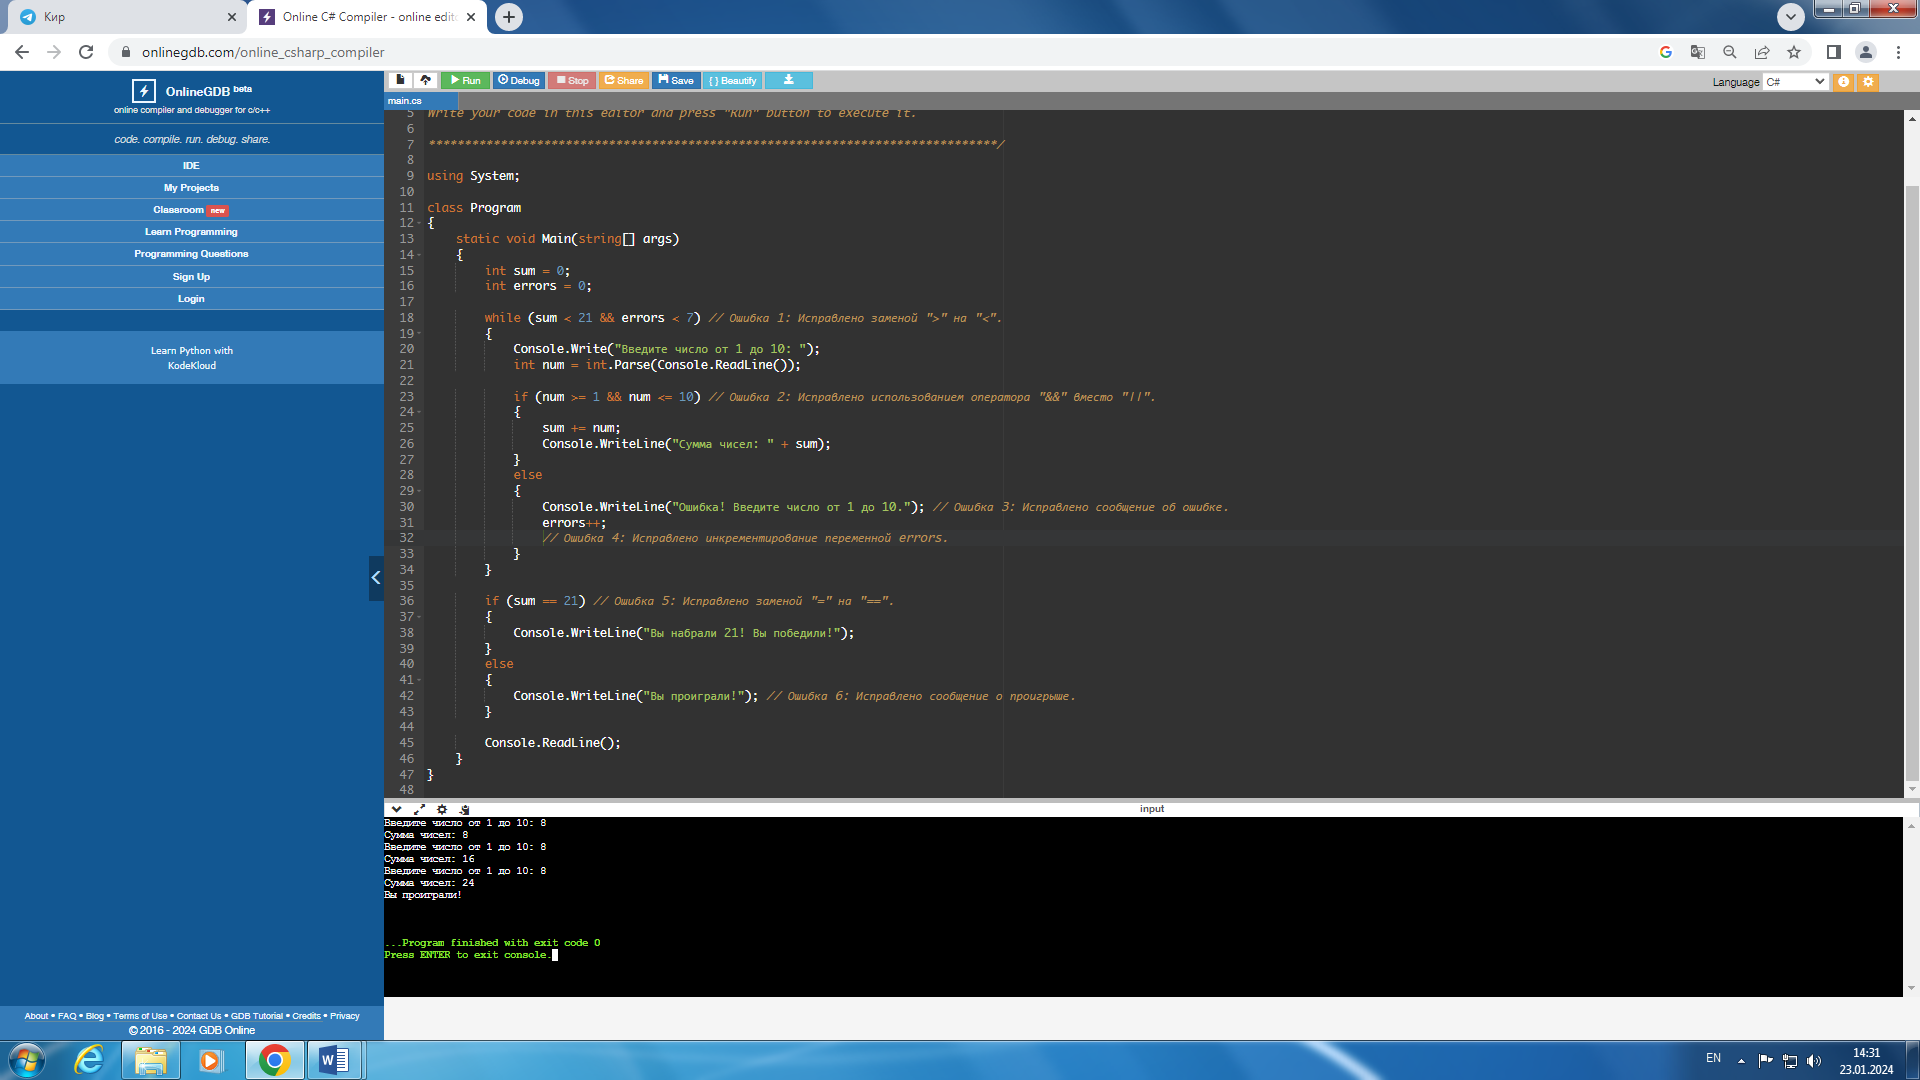 Кир
Online C# Compiler - online edito
onlinegdb.com/online_csharp_compiler
OnlineGDB beta
online compiler and debugger for c/c++
code. compile. run. debug. share.
IDE
My Projects
Classroom new
Learn Programming
Programming Questions
Sign Up
Login
Learn Python with
KodeKloud
About • FAQ • Blog • Terms of Use • Contact Us • GDB Tutorial • Credits • Privacy
© 2016 - 2024 GDB Online
Run Debug Stop Share Save { } Beautify
Language C#
main.cs
5 Write your code in this editor and press "Run" button to execute it.
6
7 *******************************************************************************/
8
9 using System;
10
11 class Program
12 {
13 static void Main(string[] args)
14 {
15 int sum = 0;
16 int errors = 0;
17
18 while (sum < 21 && errors < 7) // Ошибка 1: Исправлено заменой ">" на "<".
19 {
20 Console.Write("Введите число от 1 до 10: ");
21 int num = int.Parse(Console.ReadLine());
22
23 if (num >= 1 && num <= 10) // Ошибка 2: Исправлено использованием оператора "&&" вместо "||".
24 {
25 sum += num;
26 Console.WriteLine("Сумма чисел: " + sum);
27 }
28 else
29 {
30 Console.WriteLine("Ошибка! Введите число от 1 до 10."); // Ошибка 3: Исправлено сообщение об ошибке.
31 errors++;
32 // Ошибка 4: Исправлено инкрементирование переменной errors.
33 }
34 }
35
36 if (sum == 21) // Ошибка 5: Исправлено заменой "=" на "==".
37 {
38 Console.WriteLine("Вы набрали 21! Вы победили!");
39 }
40 else
41 {
42 Console.WriteLine("Вы проиграли!"); // Ошибка 6: Исправлено сообщение о проигрыше.
43 }
44
45 Console.ReadLine();
46 }
47 }
48
input
Введите число от 1 до 10: 8
Сумма чисел: 8
Введите число от 1 до 10: 8
Сумма чисел: 16
Введите число от 1 до 10: 8
Сумма чисел: 24
Вы проиграли!
...Program finished with exit code 0
Press ENTER to exit console.
EN
14:31
23.01.2024